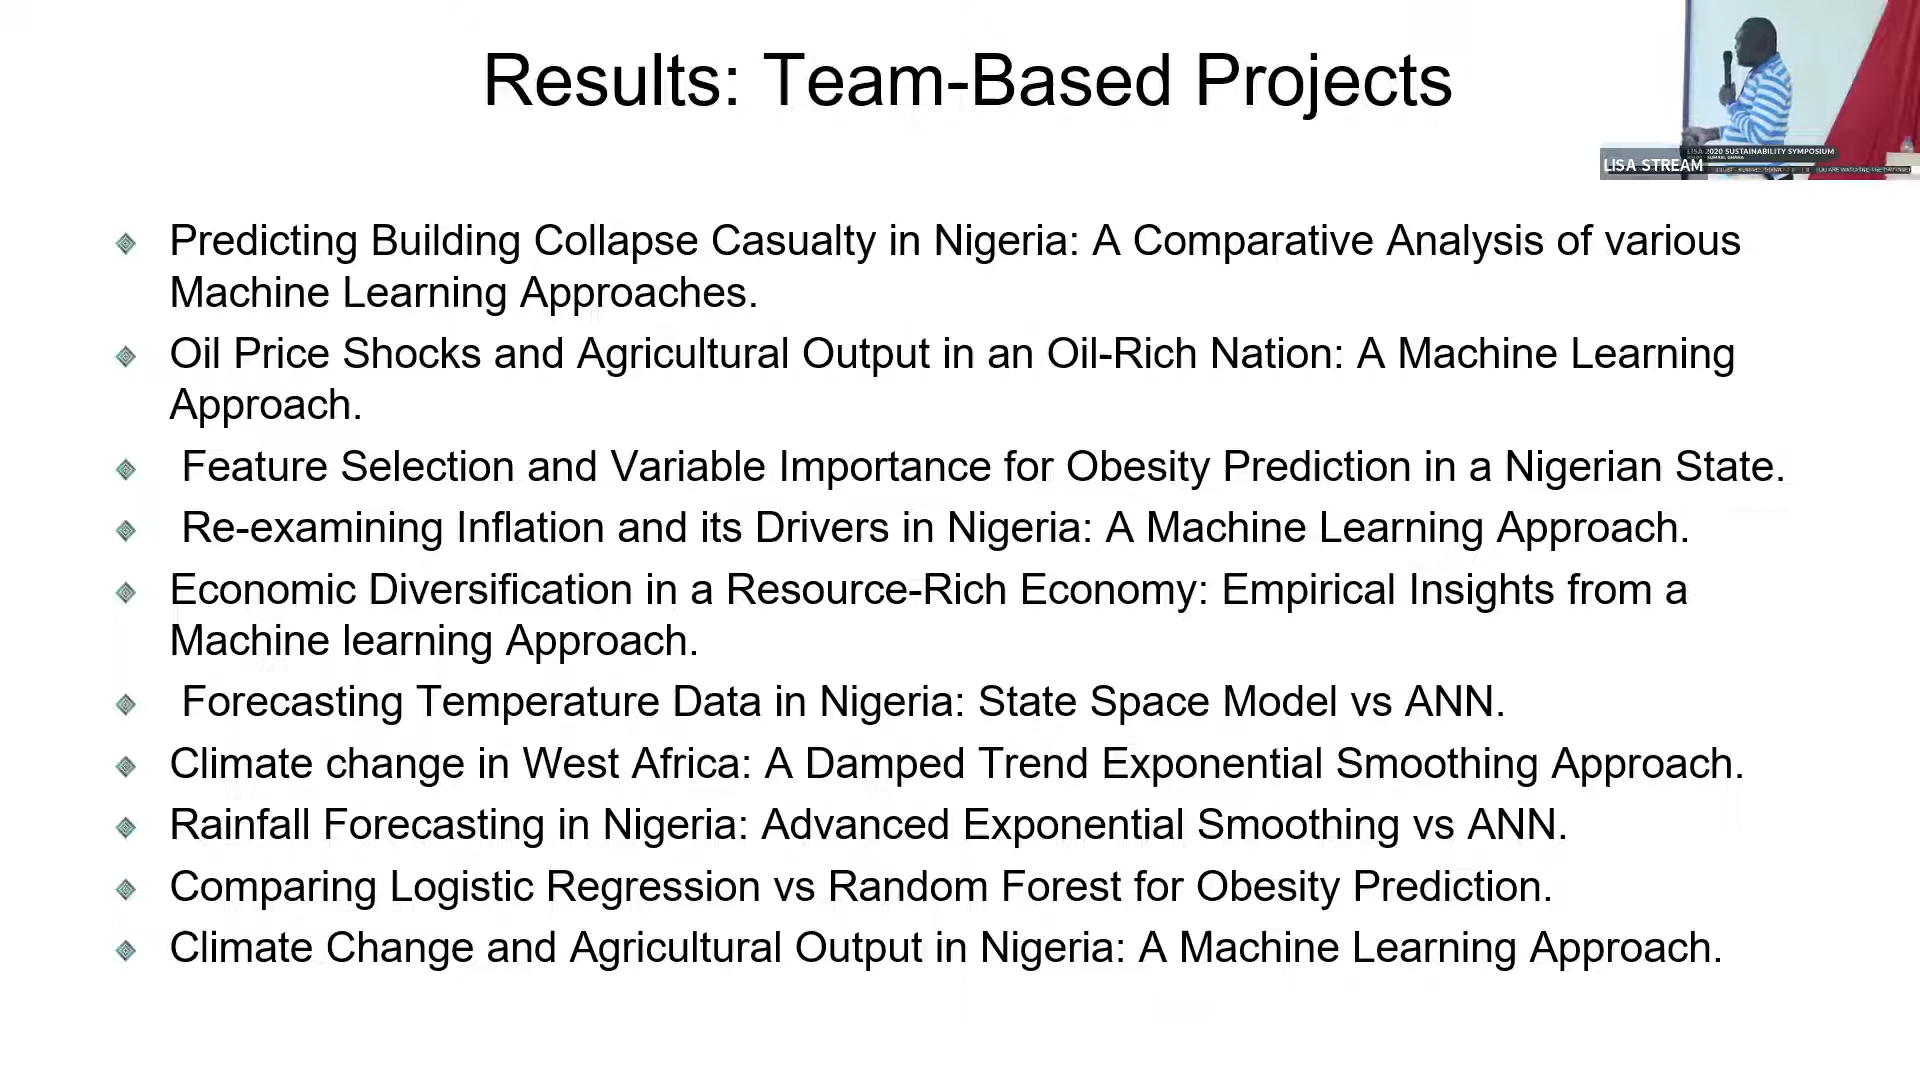 Results: Team-Based Projects
LISA 2020 SUSTAINABILITY SYMPOSIUM
LISA STREAM
Predicting Building Collapse Casualty in Nigeria: A Comparative Analysis of various
Machine Learning Approaches.
Oil Price Shocks and Agricultural Output in an Oil-Rich Nation: A Machine Learning
Approach.
Feature Selection and Variable Importance for Obesity Prediction in a Nigerian State.
Re-examining Inflation and its Drivers in Nigeria: A Machine Learning Approach.
Economic Diversification in a Resource-Rich Economy: Empirical Insights from a
Machine learning Approach.
Forecasting Temperature Data in Nigeria: State Space Model vs ANN.
Climate change in West Africa: A Damped Trend Exponential Smoothing Approach.
Rainfall Forecasting in Nigeria: Advanced Exponential Smoothing vs ANN.
Comparing Logistic Regression vs Random Forest for Obesity Prediction.
Climate Change and Agricultural Output in Nigeria: A Machine Learning Approach.